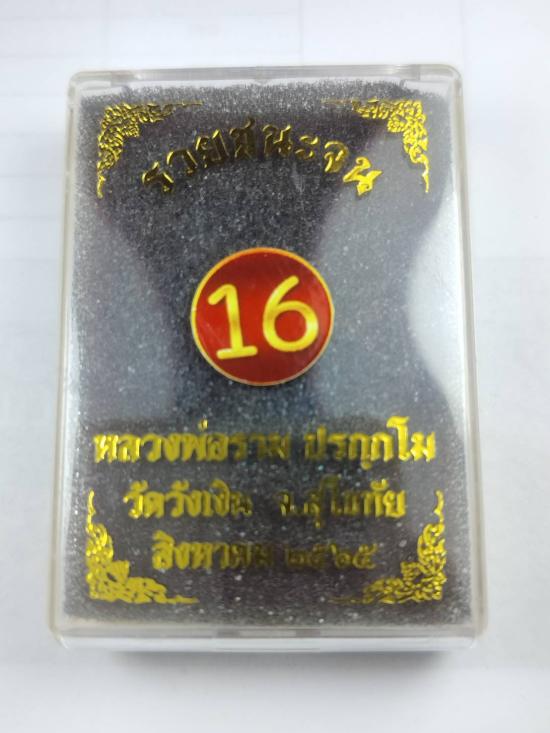 รวยชนะจน
16
หลวงพ่อราม ปรกฺกโม
วัดวังเงิน จ.สุโขทัย
สิงหาคม ๒๕๖๕